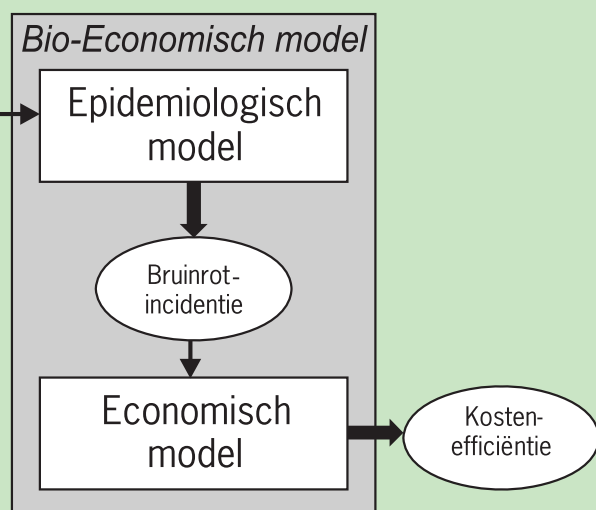 Bio-Economisch model
Epidemiologisch
model
Bruinrot-
incidentie
Economisch
model
Kosten-
efficiëntie